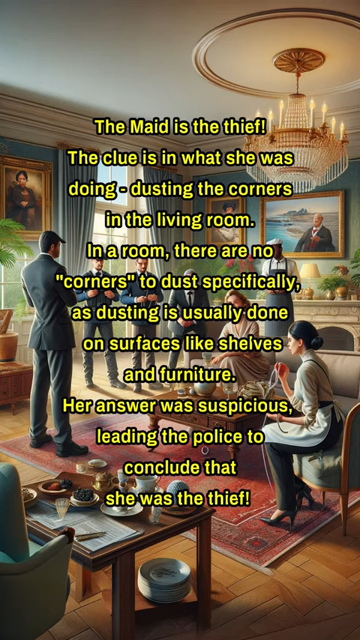 The Maid is the thief!
The clue is in what she was
doing - dusting the corners
in the living room.
In a room, there are no
"corners" to dust specifically,
as dusting is usually done
on surfaces like shelves
and furniture.
Her answer was suspicious,
leading the police to
conclude that
she was the thief!